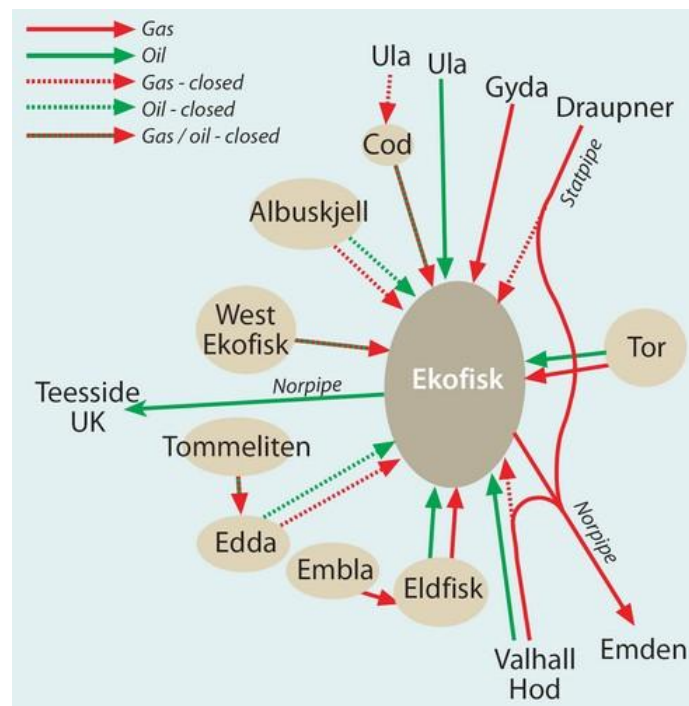 Gas
Oil
Gas - closed
Oil - closed
Gas / oil - closed
Ula
Ula
Gyda
Draupner
Cod
Statpipe
Albuskjell
West
Ekofisk
Ekofisk
Tor
Norpipe
Teesside
UK
Tommeliten
Norpipe
Edda
Embla
Eldfisk
Valhall
Hod
Emden